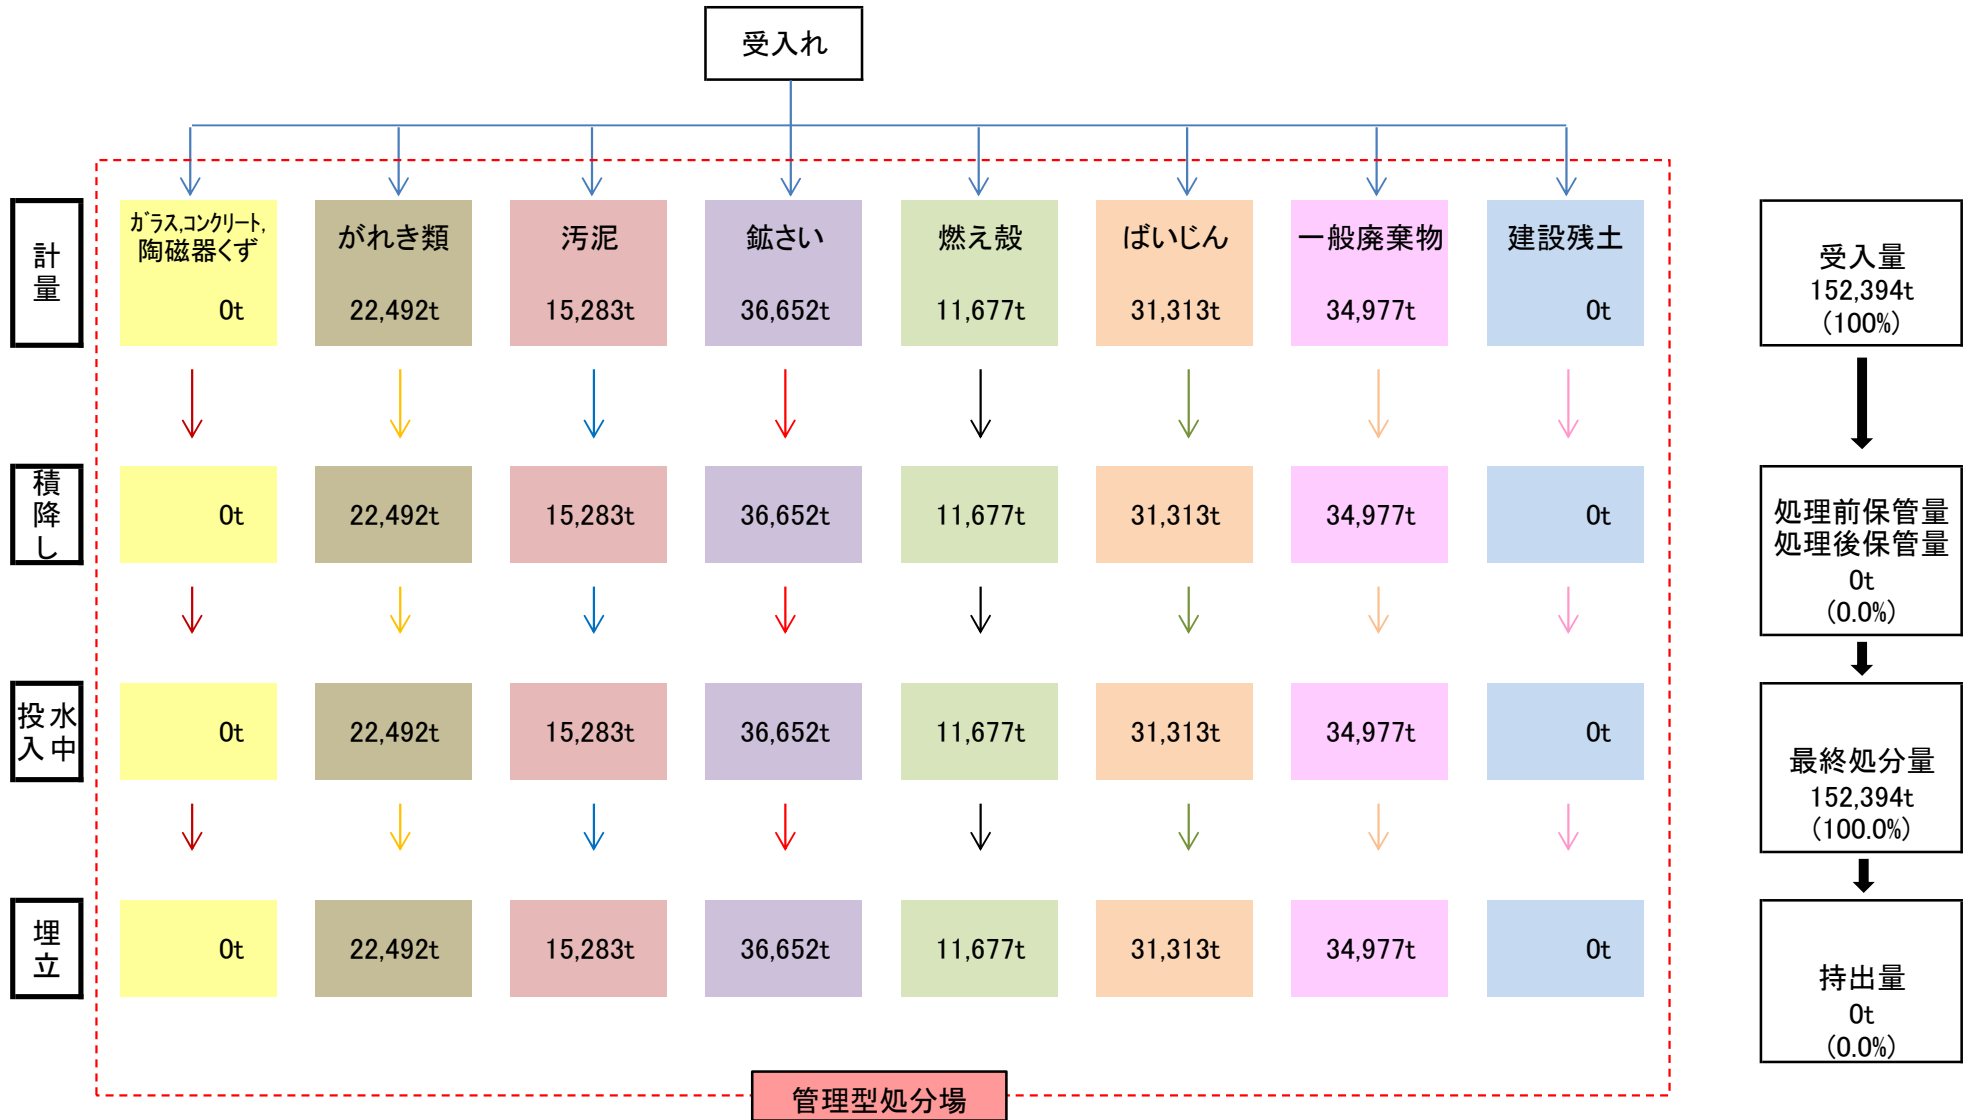 受入れ
計量
ガラス,コンクリート,
陶磁器くず
0t
がれき類
22,492t
汚泥
15,283t
鉱さい
36,652t
燃え殻
11,677t
ばいじん
31,313t
一般廃棄物
34,977t
建設残土
0t
受入量
152,394t
(100%)
積降し
0t
22,492t
15,283t
36,652t
11,677t
31,313t
34,977t
0t
処理前保管量
処理後保管量
0t
(0.0%)
水中投入
0t
22,492t
15,283t
36,652t
11,677t
31,313t
34,977t
0t
最終処分量
152,394t
(100.0%)
埋立
0t
22,492t
15,283t
36,652t
11,677t
31,313t
34,977t
0t
持出量
0t
(0.0%)
管理型処分場